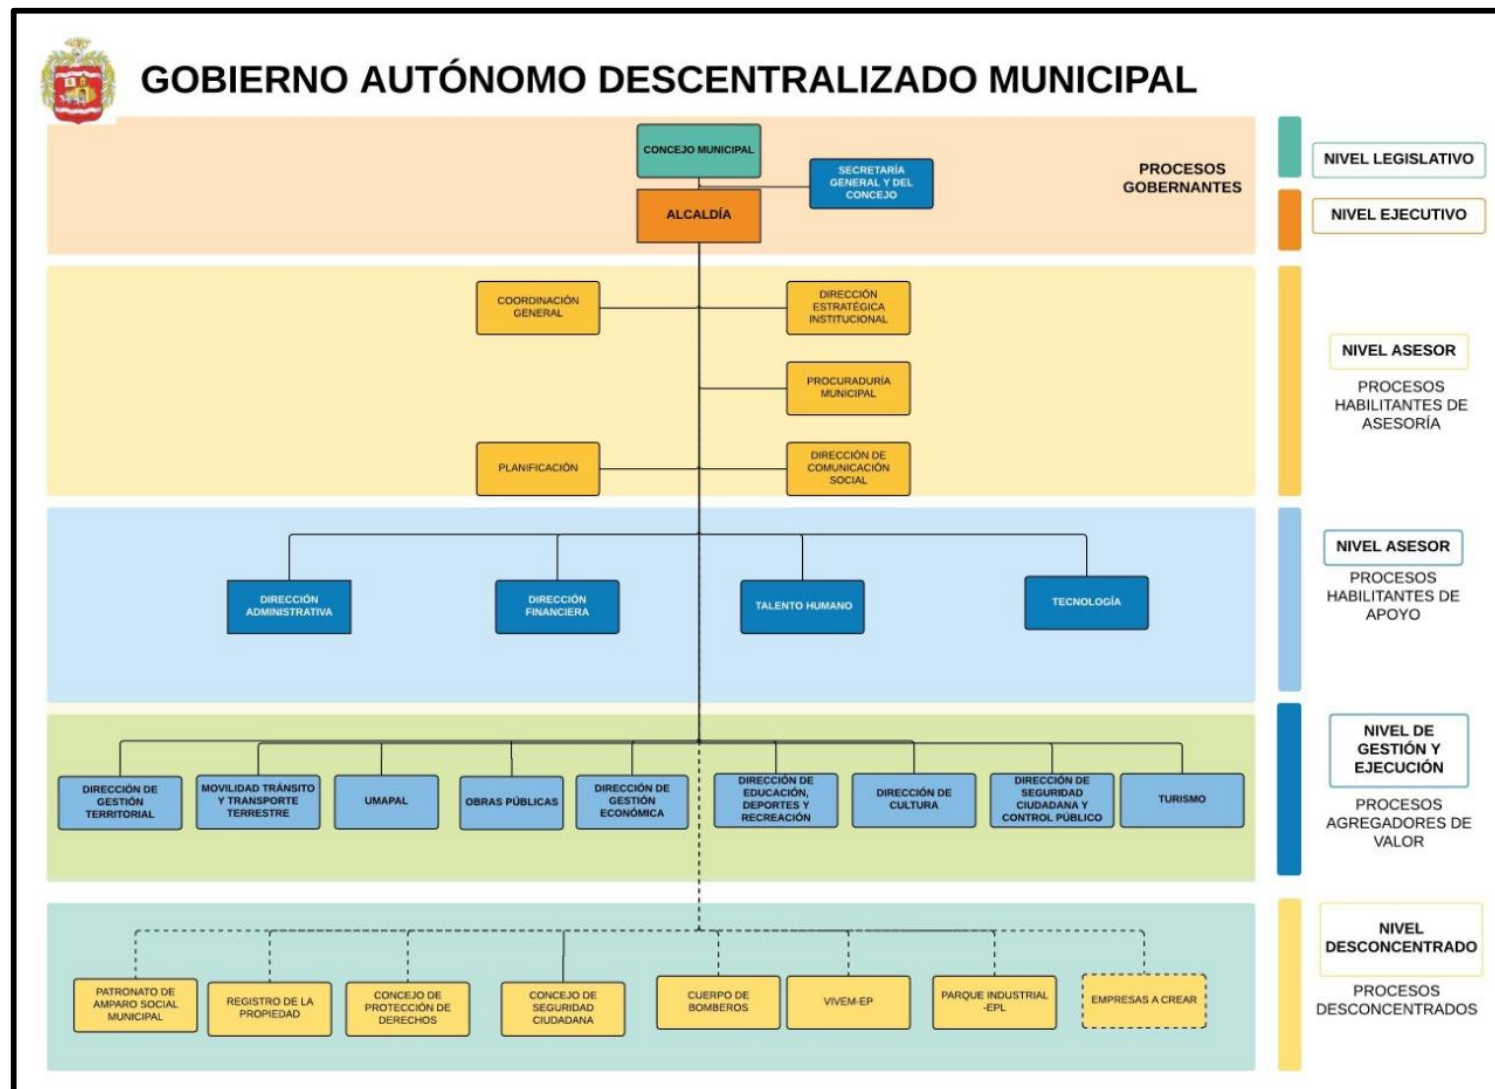 GOBIERNO AUTÓNOMO DESCENTRALIZADO MUNICIPAL
CONCEJO MUNICIPAL
SECRETARÍA
GENERAL Y DEL
CONCEJO
ALCALDÍA
PROCESOS
GOBERNANTES
NIVEL LEGISLATIVO
NIVEL EJECUTIVO
COORDINACIÓN
GENERAL
DIRECCIÓN
ESTRATÉGICA
INSTITUCIONAL
PROCURADURÍA
MUNICIPAL
PLANIFICACIÓN
DIRECCIÓN DE
COMUNICACIÓN
SOCIAL
NIVEL ASESOR
PROCESOS
HABILITANTES DE
ASESORÍA
DIRECCIÓN
ADMINISTRATIVA
DIRECCIÓN
FINANCIERA
TALENTO HUMANO
TECNOLOGÍA
NIVEL ASESOR
PROCESOS
HABILITANTES DE
APOYO
DIRECCIÓN DE
GESTIÓN
TERRITORIAL
MOVILIDAD TRÁNSITO
Y TRANSPORTE
TERRESTRE
UMAPAL
OBRAS PÚBLICAS
DIRECCIÓN DE
GESTIÓN
ECONÓMICA
DIRECCIÓN DE
EDUCACIÓN,
DEPORTES Y
RECREACIÓN
DIRECCIÓN DE
CULTURA
DIRECCIÓN DE
SEGURIDAD
CIUDADANA Y
CONTROL PÚBLICO
TURISMO
NIVEL DE
GESTIÓN Y
EJECUCIÓN
PROCESOS
AGREGADORES DE
VALOR
PATRONATO DE
AMPARO SOCIAL
MUNICIPAL
REGISTRO DE LA
PROPIEDAD
CONCEJO DE
PROTECCIÓN DE
DERECHOS
CONCEJO DE
SEGURIDAD
CIUDADANA
CUERPO DE
BOMBEROS
VIVEM-EP
PARQUE INDUSTRIAL
-EPL
EMPRESAS A CREAR
NIVEL
DESCONCENTRADO
PROCESOS
DESCONCENTRADOS